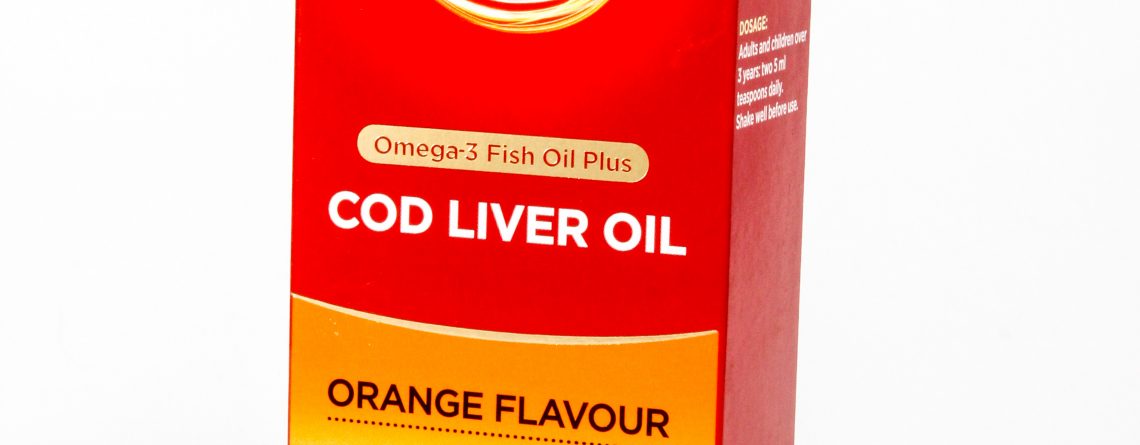 Omega-3 Fish Oil Plus
COD LIVER OIL
ORANGE FLAVOUR
DOSAGE:
Adults and children over
3 years: two 5 ml
teaspoons daily.
Shake well before use.